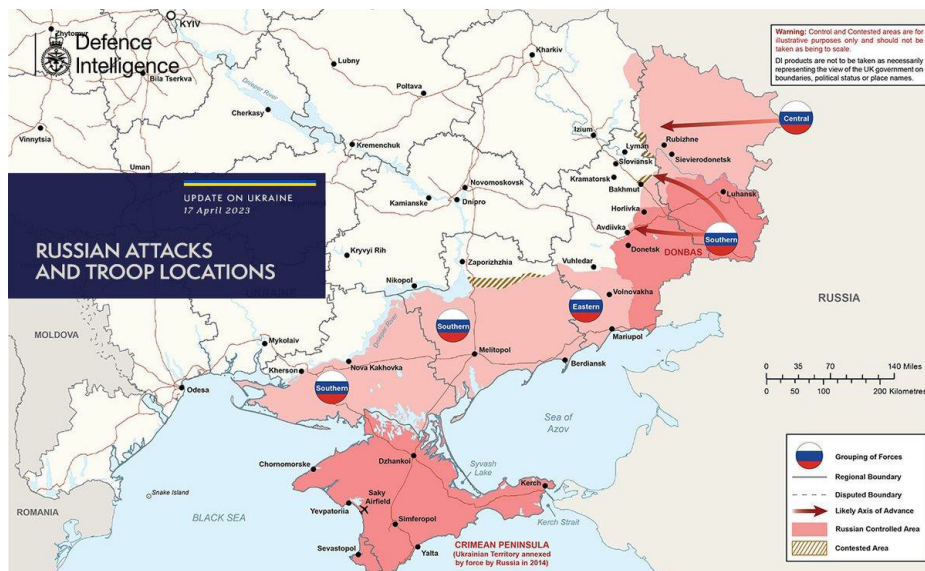 Defence
Intelligence
UPDATE ON UKRAINE
17 April 2023
RUSSIAN ATTACKS
AND TROOP LOCATIONS
Warning: Control and Contested areas are for
illustrative purposes only and should not be
taken as being to scale.
DI products are not to be taken as necessarily
representing the view of the UK government on
boundaries, political status or place names.
Zhytomyr
KYIV
Bila Tserkva
Lubny
Kharkiv
Dnieper River
Poltava
Cherkasy
Vinnytsia
Kremenchuk
Izium
Lyman
Rubizhne
Central
Uman
Sloviansk
Sievierodonetsk
Kramatorsk
Novomoskovsk
Bakhmut
Luhansk
Kamianske
Dnipro
Horlivka
Avdiivka
Southern
Donetsk
DONBAS
Kryvyi Rih
Zaporizhzhia
Vuhledar
Nikopol
Volnovakha
RUSSIA
UKRAINE
Eastern
Dnieper River
Southern
MOLDOVA
Mariupol
Mykolaiv
Melitopol
Nova Kakhovka
Berdiansk
Kherson
Southern
Odesa
0 35 70 140 Miles
0 50 100 200 Kilometres
Sea of
Azov
Chornomorske
Dzhankoi
Syvash
Lake
Saky
Airfield
Kerch
Snake Island
Yevpatoriia
ROMANIA
BLACK SEA
Simferopol
Kerch Strait
Sevastopol
Yalta
CRIMEAN PENINSULA
(Ukrainian Territory annexed
by force by Russia in 2014)
Grouping of Forces
Regional Boundary
Disputed Boundary
Likely Axis of Advance
Russian Controlled Area
Contested Area